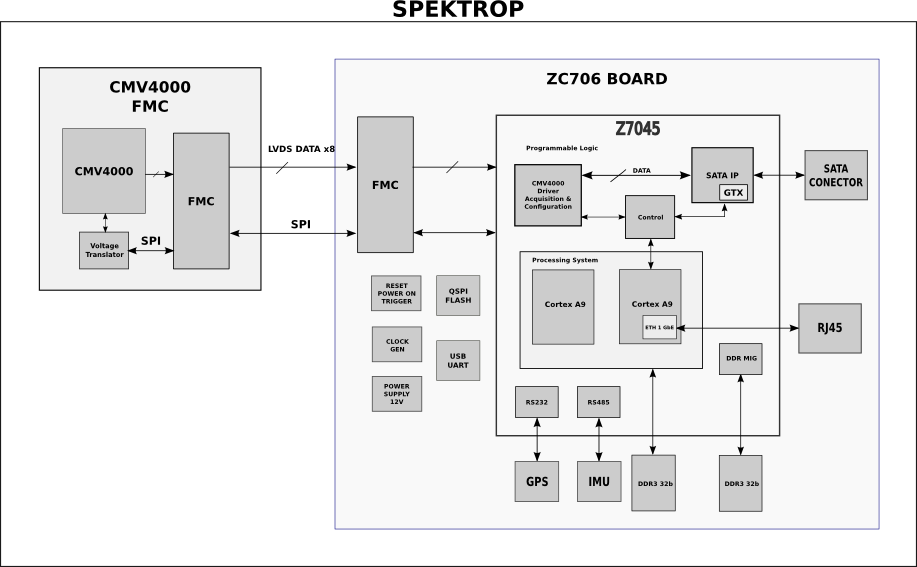 SPEKTROP
CMV4000
FMC
CMV4000
FMC
Voltage
Translator
SPI
LVDS DATA x8
SPI
ZC706 BOARD
FMC
RESET
POWER ON
TRIGGER
QSPI
FLASH
CLOCK
GEN
USB
UART
POWER
SUPPLY
12V
Z7045
Programmable Logic
CMV4000
Driver
Acquisition &
Configuration
DATA
SATA IP
GTX
Control
Processing System
Cortex A9
Cortex A9
ETH 1 GbE
DDR MIG
RS232
RS485
SATA
CONECTOR
RJ45
GPS
IMU
DDR3 32b
DDR3 32b